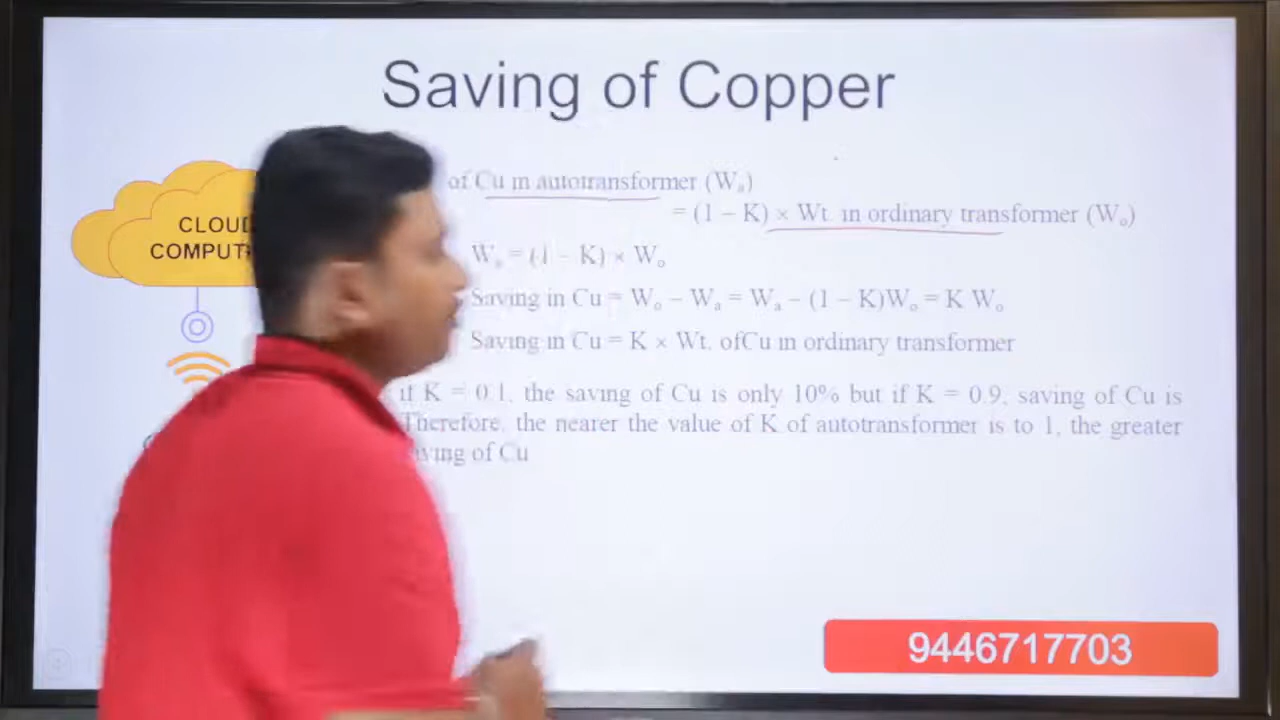 Saving of Copper
CLOUD
COMPUT
of Cu in autotransformer (Wₐ)
= (1 – K) × Wt. in ordinary transformer (Wₒ)
Wₐ = (1 – K) × Wₒ
Saving in Cu = Wₒ – Wₐ = Wₐ – (1 – K)Wₒ = K Wₒ
Saving in Cu = K × Wt. ofCu in ordinary transformer
if K = 0.1, the saving of Cu is only 10% but if K = 0.9, saving of Cu is
Therefore, the nearer the value of K of autotransformer is to 1, the greater
aving of Cu
9446717703